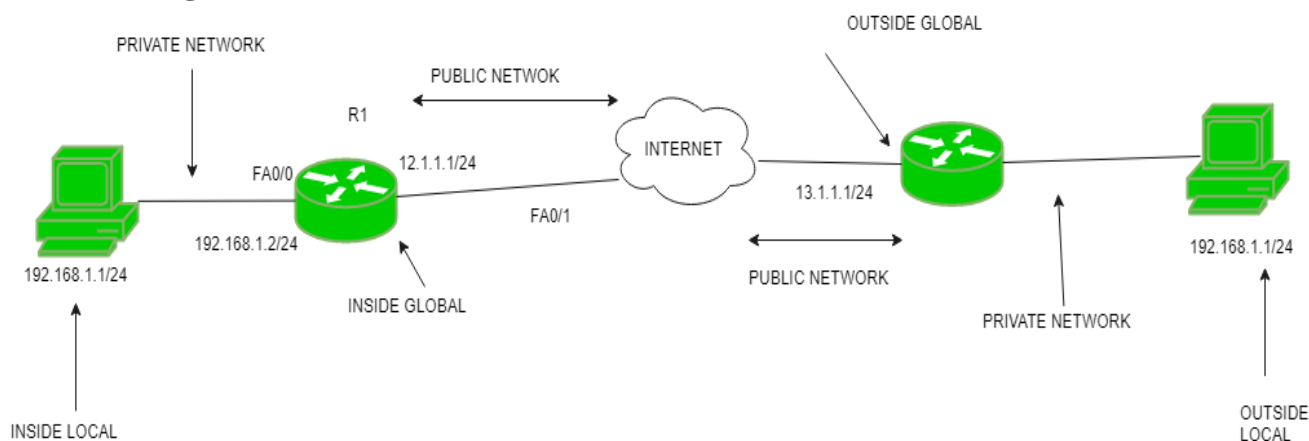 OUTSIDE GLOBAL
PRIVATE NETWORK
PUBLIC NETWOK
R1
INTERNET
12.1.1.1/24
FA0/0
13.1.1.1/24
FA0/1
192.168.1.2/24
192.168.1.1/24
192.168.1.1/24
PUBLIC NETWORK
INSIDE GLOBAL
PRIVATE NETWORK
INSIDE LOCAL
OUTSIDE
LOCAL